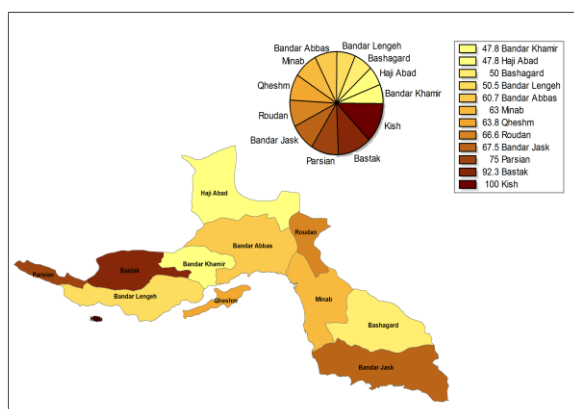 Bandar Abbas
Bandar Lengeh
Minab
Bashagard
Haji Abad
Qheshm
Bandar Khamir
Roudan
Kish
Bandar Jask
Parsian
Bastak
47.8 Bandar Khamir
47.8 Haji Abad
50 Bashagard
50.5 Bandar Lengeh
60.7 Bandar Abbas
63 Minab
63.8 Qheshm
66.6 Roudan
67.5 Bandar Jask
75 Parsian
92.3 Bastak
100 Kish
Haji Abad
Roudan
Bandar Abbas
Bandar Khamir
Bastak
Parsian
Bandar Lengeh
Qheshm
Minab
Bashagard
Bandar Jask